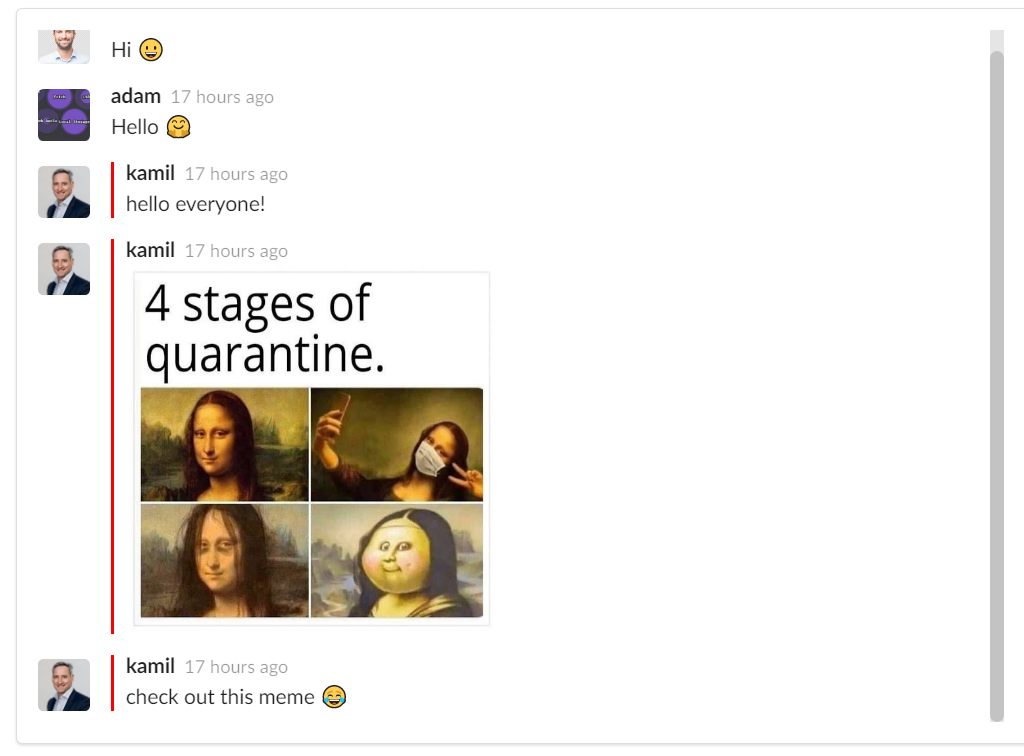 Hi 😀
adam 17 hours ago
Hello 🤗
kamil 17 hours ago
hello everyone!
kamil 17 hours ago
4 stages of
quarantine.
kamil 17 hours ago
check out this meme 😂